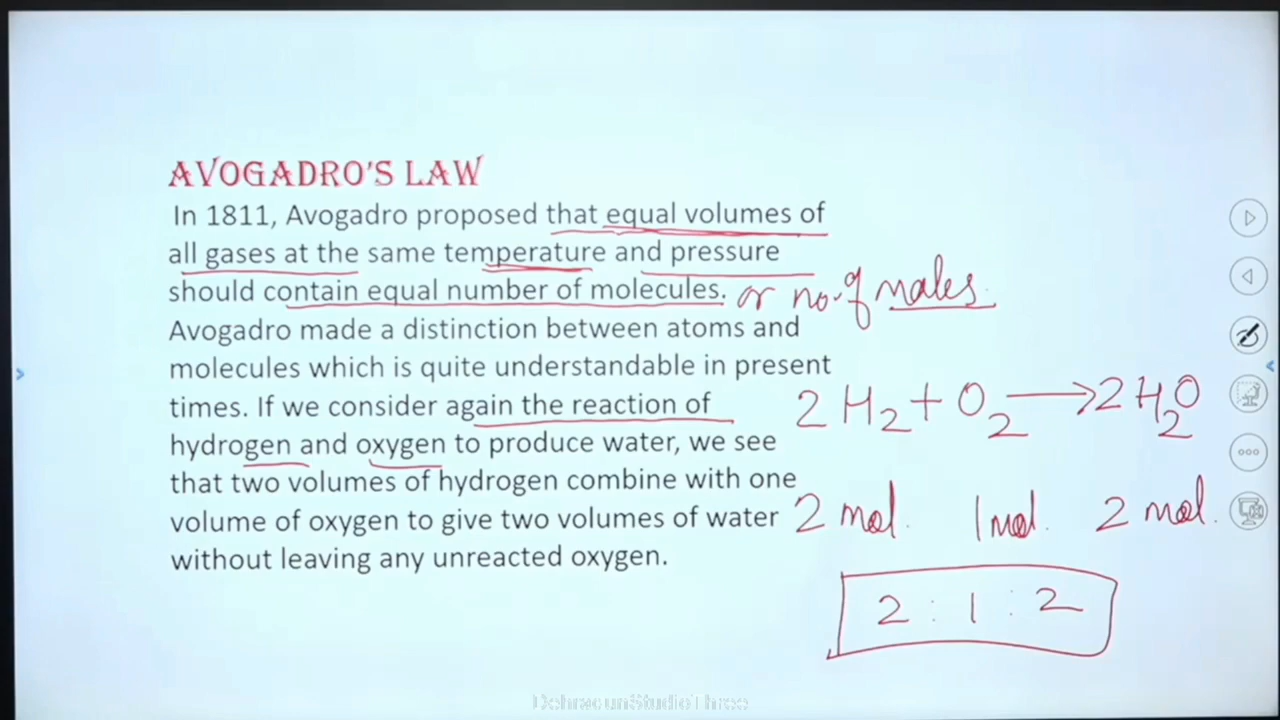 AVOGADRO'S LAW
In 1811, Avogadro proposed that equal volumes of
all gases at the same temperature and pressure
should contain equal number of molecules. or no. of moles.
Avogadro made a distinction between atoms and
molecules which is quite understandable in present
times. If we consider again the reaction of
2H₂ + O₂ → 2H₂O
hydrogen and oxygen to produce water, we see
that two volumes of hydrogen combine with one
volume of oxygen to give two volumes of water
2 mol. 1 mol. 2 mol.
without leaving any unreacted oxygen.
2 : 1 : 2